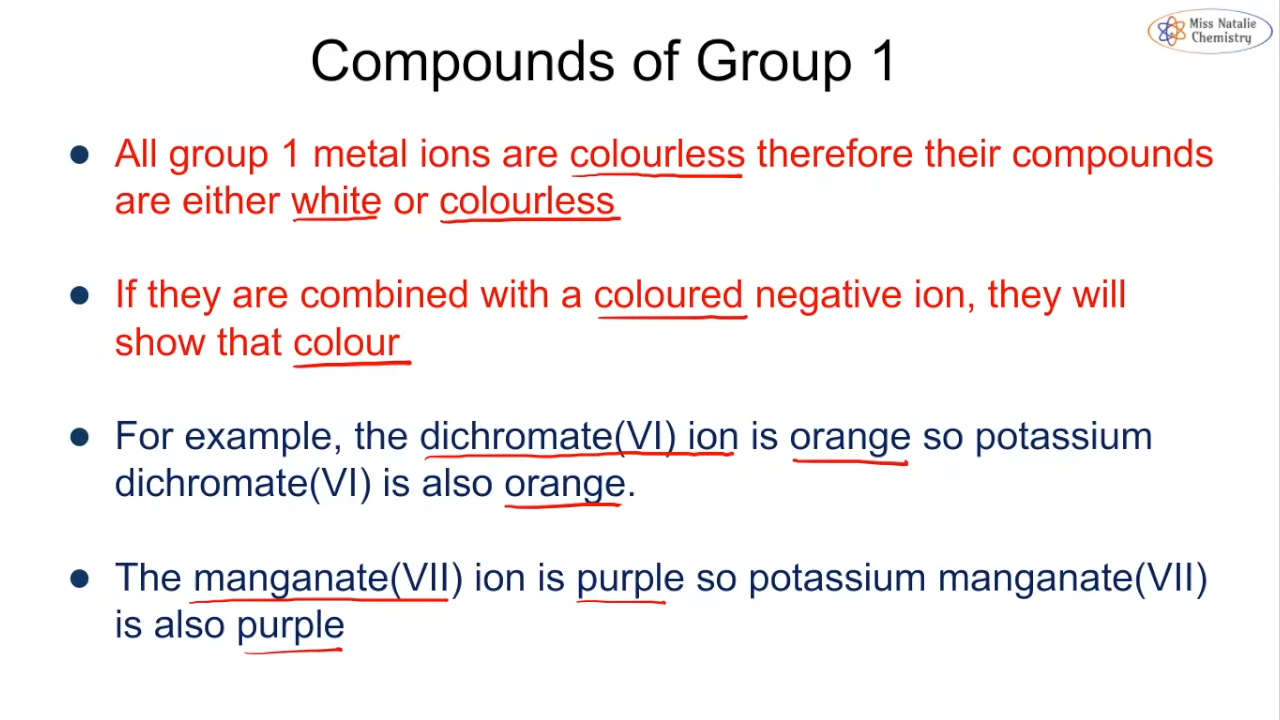 Miss Natalie
Chemistry
Compounds of Group 1
● All group 1 metal ions are colourless therefore their compounds
are either white or colourless
● If they are combined with a coloured negative ion, they will
show that colour
● For example, the dichromate(VI) ion is orange so potassium
dichromate(VI) is also orange.
● The manganate(VII) ion is purple so potassium manganate(VII)
is also purple